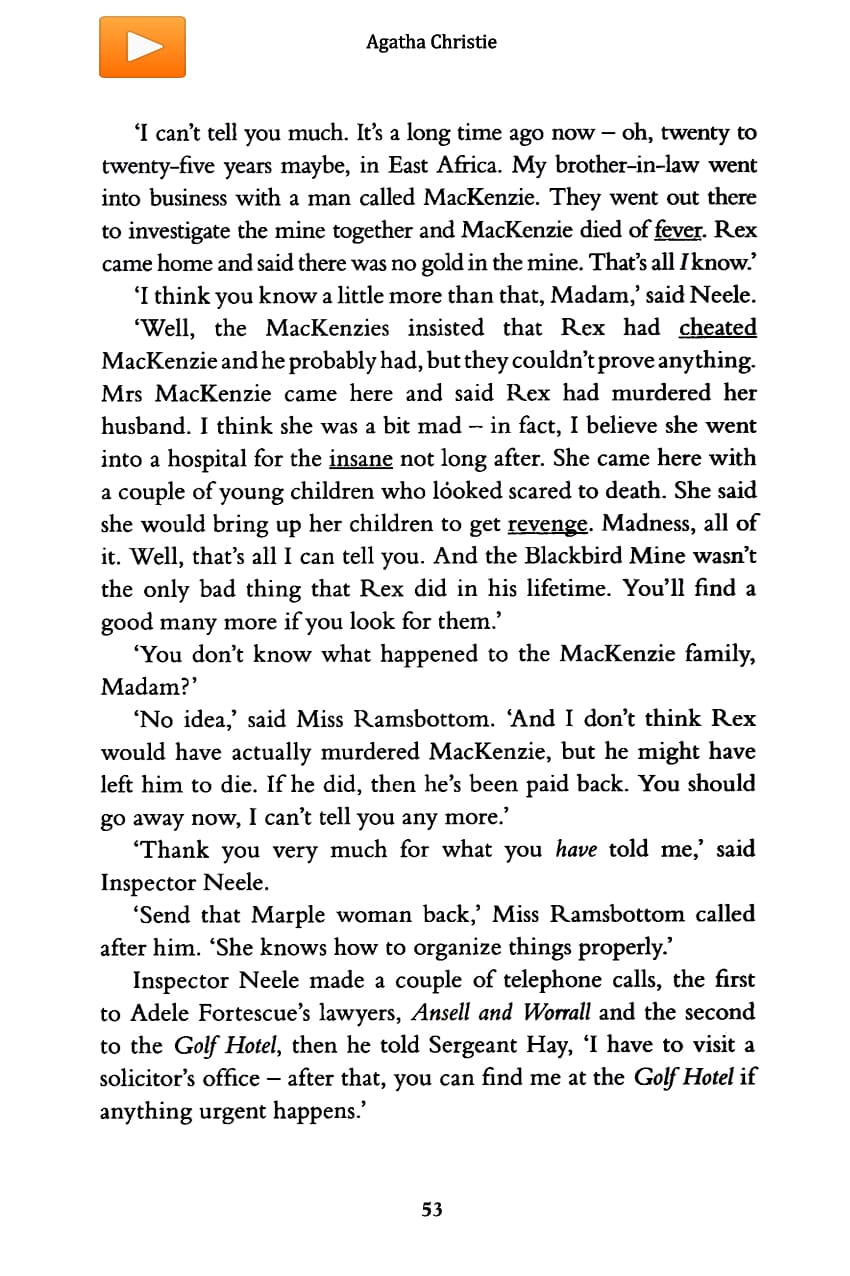 Agatha Christie
‘I can’t tell you much. It’s a long time ago now – oh, twenty to
twenty-five years maybe, in East Africa. My brother-in-law went
into business with a man called MacKenzie. They went out there
to investigate the mine together and MacKenzie died of fever. Rex
came home and said there was no gold in the mine. That’s all I know.’
‘I think you know a little more than that, Madam,’ said Neele.
‘Well, the MacKenzies insisted that Rex had cheated
MacKenzie and he probably had, but they couldn’t prove anything.
Mrs MacKenzie came here and said Rex had murdered her
husband. I think she was a bit mad – in fact, I believe she went
into a hospital for the insane not long after. She came here with
a couple of young children who looked scared to death. She said
she would bring up her children to get revenge. Madness, all of
it. Well, that’s all I can tell you. And the Blackbird Mine wasn’t
the only bad thing that Rex did in his lifetime. You’ll find a
good many more if you look for them.’
‘You don’t know what happened to the MacKenzie family,
Madam?’
‘No idea,’ said Miss Ramsbottom. ‘And I don’t think Rex
would have actually murdered MacKenzie, but he might have
left him to die. If he did, then he’s been paid back. You should
go away now, I can’t tell you any more.’
‘Thank you very much for what you have told me,’ said
Inspector Neele.
‘Send that Marple woman back,’ Miss Ramsbottom called
after him. ‘She knows how to organize things properly.’
Inspector Neele made a couple of telephone calls, the first
to Adele Fortescue’s lawyers, Ansell and Worrall and the second
to the Golf Hotel, then he told Sergeant Hay, ‘I have to visit a
solicitor’s office – after that, you can find me at the Golf Hotel if
anything urgent happens.’
53